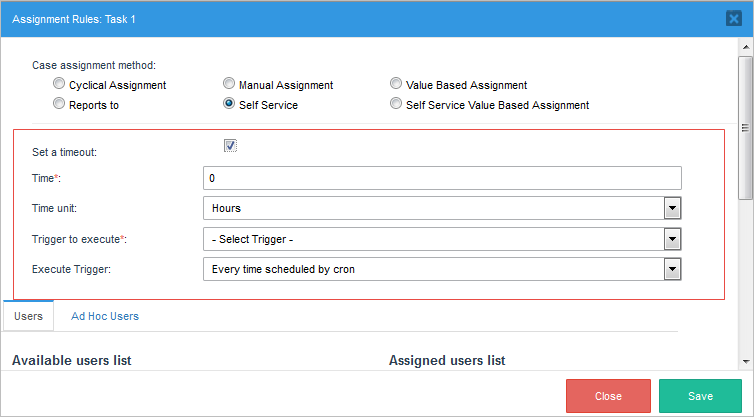 Assignment Rules: Task 1
Case assignment method:
Cyclical Assignment Manual Assignment Value Based Assignment
Reports to Self Service Self Service Value Based Assignment
Set a timeout:
Time*: 0
Time unit: Hours
Trigger to execute*: - Select Trigger -
Execute Trigger: Every time scheduled by cron
Users Ad Hoc Users
Available users list Assigned users list
Close Save